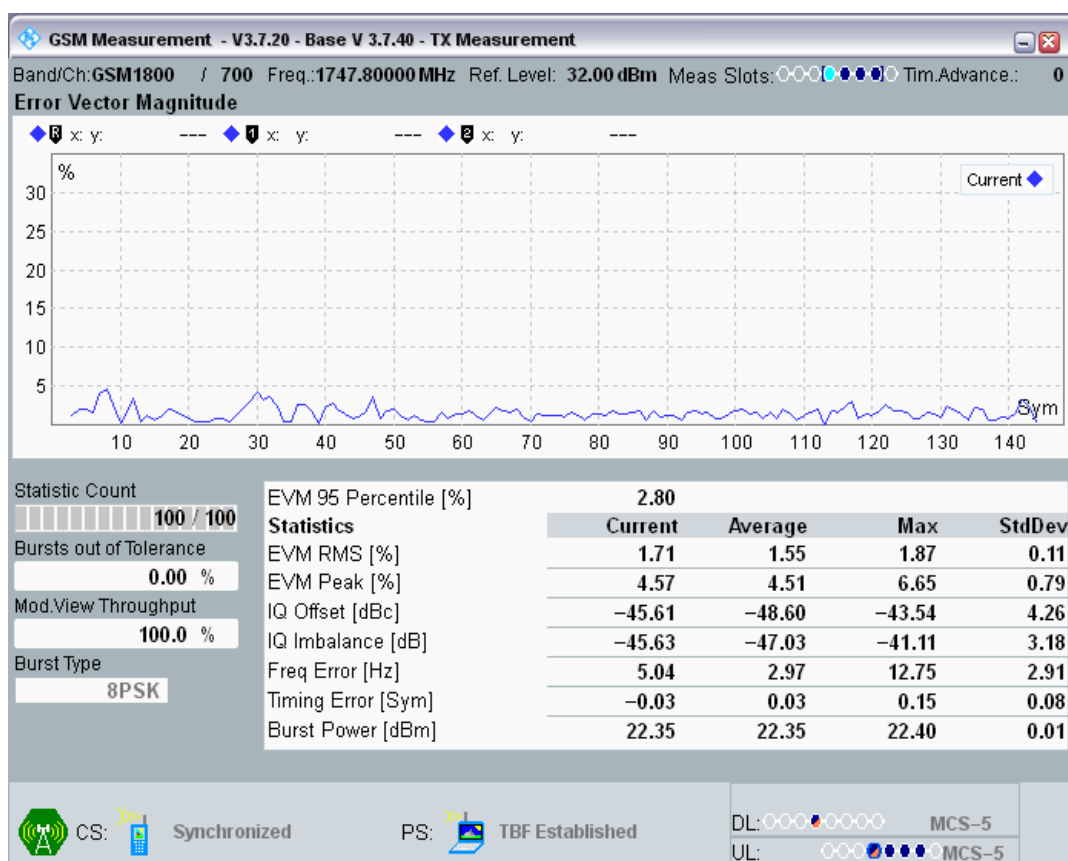 GSM Measurement - V3.7.20 - Base V 3.7.40 - TX Measurement
Band/Ch:GSM1800 / 700 Freq.:1747.80000 MHz Ref. Level: 32.00 dBm Meas Slots: Tim.Advance.: 0
Error Vector Magnitude
R x: y: --- 1 x: y: --- 2 x: y: ---
%
Current
30
25
20
15
10
5
Sym
10 20 30 40 50 60 70 80 90 100 110 120 130 140
Statistic Count
100 / 100
Bursts out of Tolerance
0.00 %
Mod.View Throughput
100.0 %
Burst Type
8PSK
EVM 95 Percentile [%] 2.80
Statistics Current Average Max StdDev
EVM RMS [%] 1.71 1.55 1.87 0.11
EVM Peak [%] 4.57 4.51 6.65 0.79
IQ Offset [dBc] −45.61 −48.60 −43.54 4.26
IQ Imbalance [dB] −45.63 −47.03 −41.11 3.18
Freq Error [Hz] 5.04 2.97 12.75 2.91
Timing Error [Sym] −0.03 0.03 0.15 0.08
Burst Power [dBm] 22.35 22.35 22.40 0.01
CS: Synchronized PS: TBF Established
DL: MCS−5
UL: MCS−5